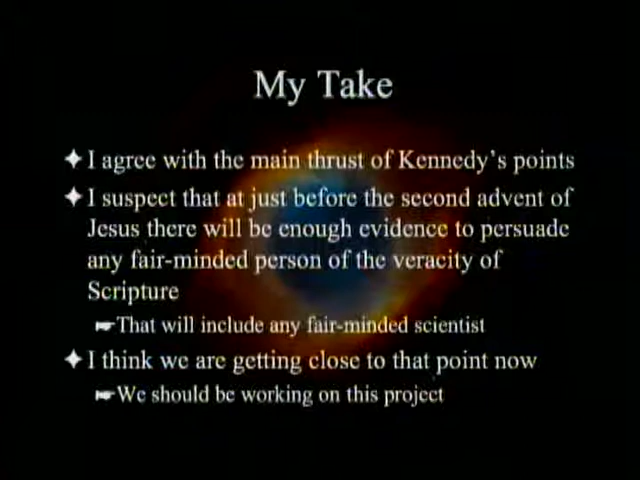 My Take
I agree with the main thrust of Kennedy's points
I suspect that at just before the second advent of
Jesus there will be enough evidence to persuade
any fair-minded person of the veracity of
Scripture
That will include any fair-minded scientist
I think we are getting close to that point now
We should be working on this project